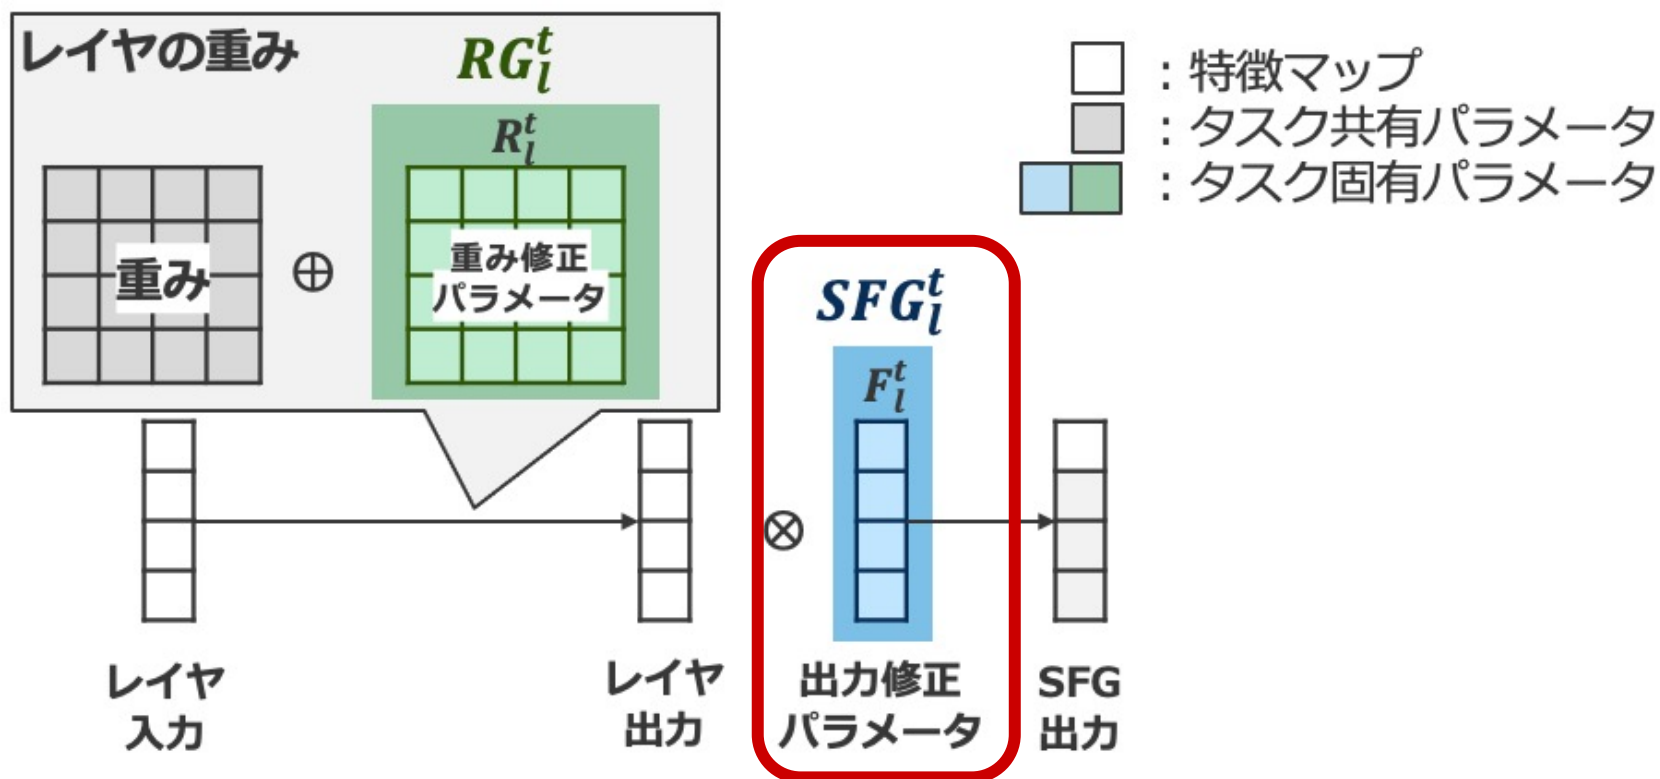 レイヤの重み
RG_l^t
R_l^t
重み
⊕
重み修正
パラメータ
：特徴マップ
：タスク共有パラメータ
：タスク固有パラメータ
SFG_l^t
F_l^t
⊗
レイヤ
入力
レイヤ
出力
出力修正
パラメータ
SFG
出力